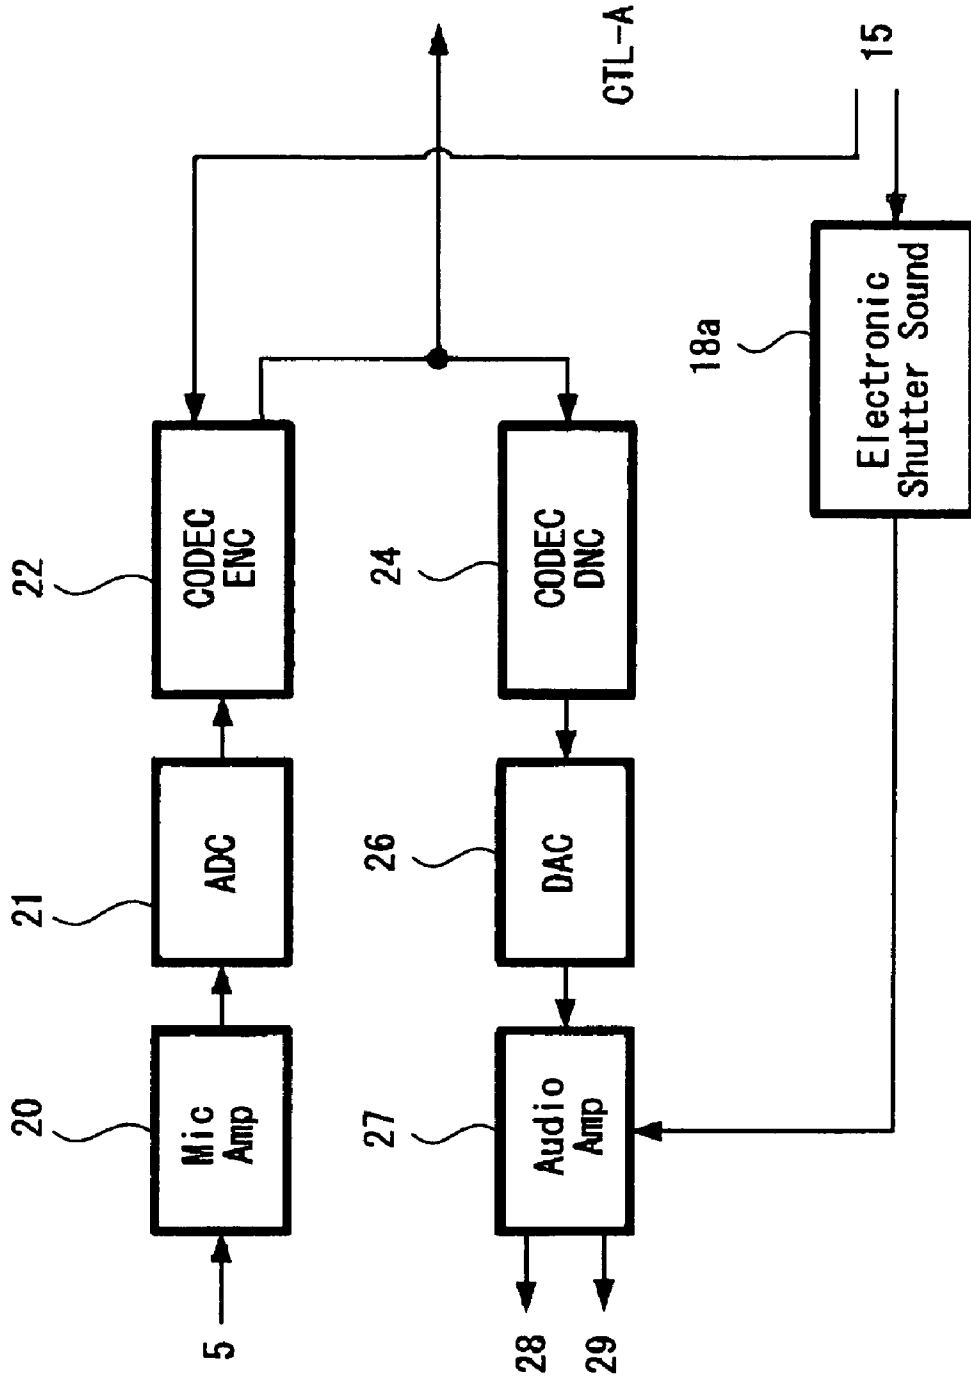 5
20
Mic
Amp
21
ADC
22
CODEC
ENC
CTL-A
28
29
27
Audio
Amp
26
DAC
24
CODEC
DNC
18a
Electronic
Shutter Sound
15